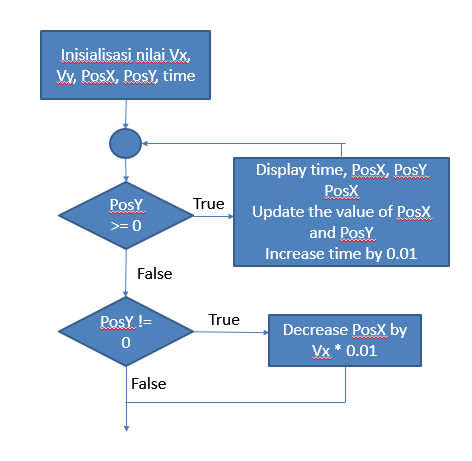 Inisialisasi nilai Vx,
Vy, PosX, PosY, time
Display time, PosX, PosY
PosX
Update the value of PosX
and PosY
Increase time by 0.01
PosY
>= 0
True
False
PosY !=
0
True
Decrease PosX by
Vx * 0.01
False